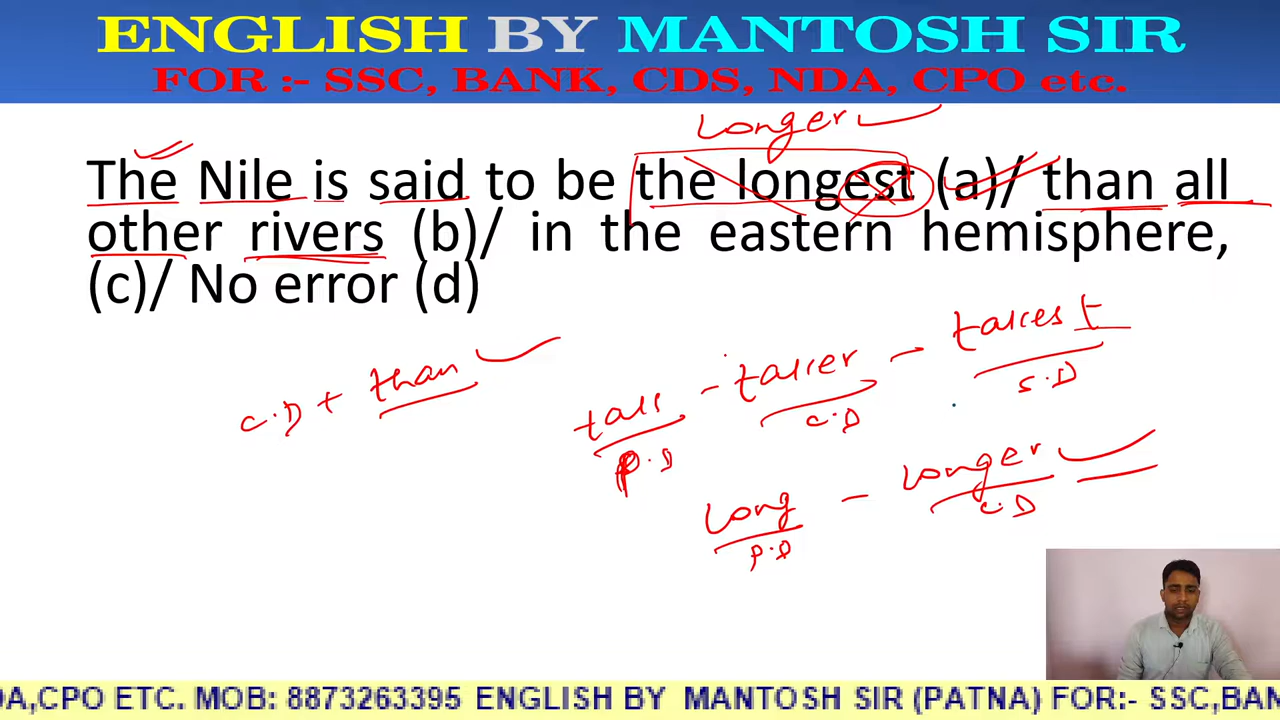 ENGLISH BY MANTOSH SIR
FOR :- SSC, BANK, CDS, NDA, CPO etc.
Longer
The Nile is said to be the longest (a)/ than all
other rivers (b)/ in the eastern hemisphere,
(c)/ No error (d)
C.D + than
tall - taller - tallest
P.D C.D S.D
Long - Longer
P.D C.D
DA,CPO ETC. MOB: 8873263395 ENGLISH BY MANTOSH SIR (PATNA) FOR:- SSC,BAN